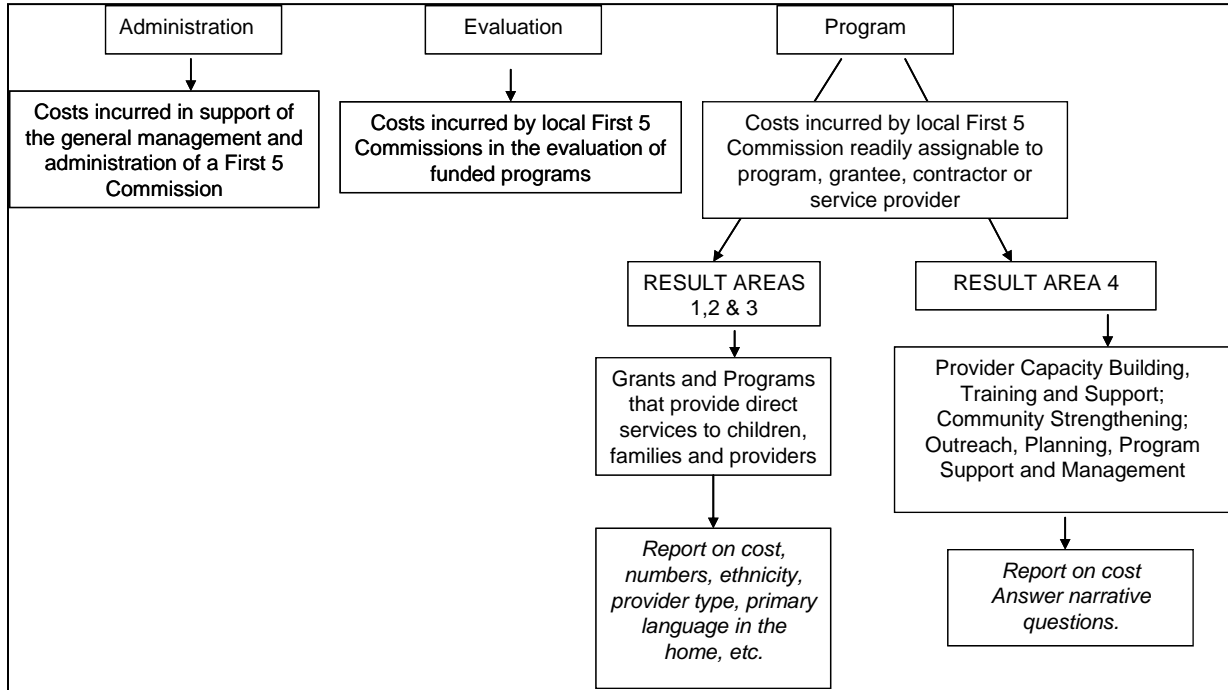 Administration
Evaluation
Program
Costs incurred in support of
the general management and
administration of a First 5
Commission
Costs incurred by local First 5
Commissions in the evaluation of
funded programs
Costs incurred by local First 5
Commission readily assignable to
program, grantee, contractor or
service provider
RESULT AREAS
1,2 & 3
RESULT AREA 4
Grants and Programs
that provide direct
services to children,
families and providers
Provider Capacity Building,
Training and Support;
Community Strengthening;
Outreach, Planning, Program
Support and Management
Report on cost,
numbers, ethnicity,
provider type, primary
language in the
home, etc.
Report on cost
Answer narrative
questions.